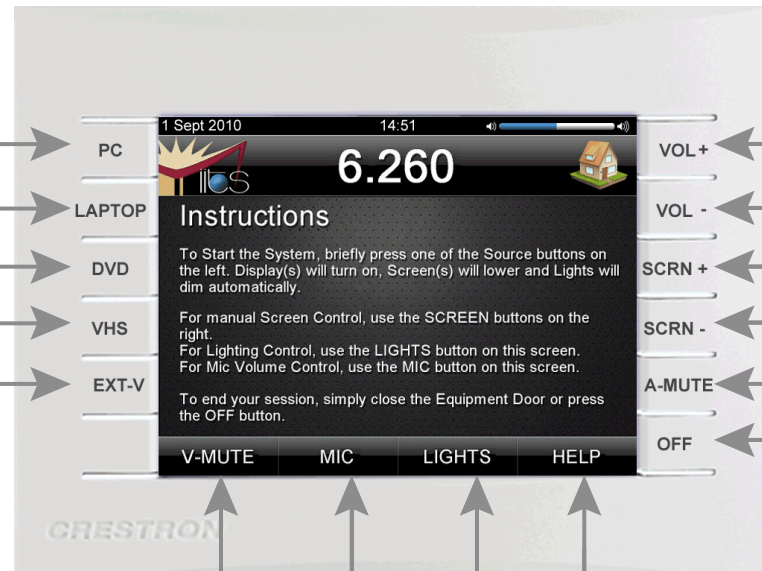 1 Sept 2010 14:51
PC
VOL+
iits
6.260
LAPTOP
VOL -
Instructions
To Start the System, briefly press one of the Source buttons on
the left. Display(s) will turn on, Screen(s) will lower and Lights will
dim automatically.
DVD
SCRN +
For manual Screen Control, use the SCREEN buttons on the
right.
For Lighting Control, use the LIGHTS button on this screen.
For Mic Volume Control, use the MIC button on this screen.
VHS
SCRN -
EXT-V
A-MUTE
To end your session, simply close the Equipment Door or press
the OFF button.
OFF
V-MUTE MIC LIGHTS HELP
CRESTRON